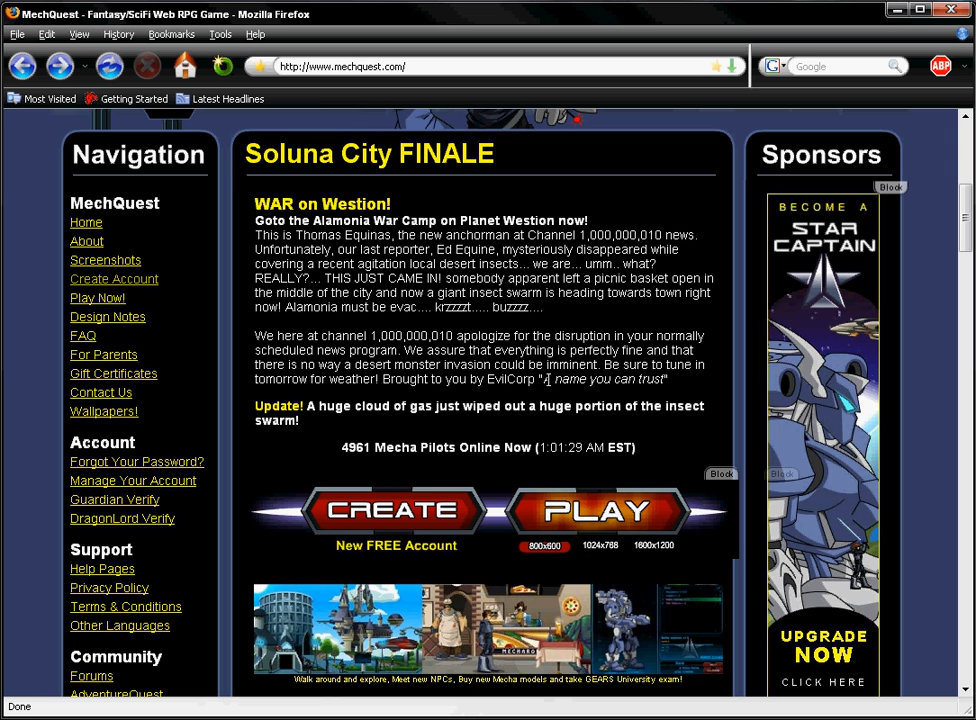 MechQuest - Fantasy/SciFi Web RPG Game - Mozilla Firefox
File Edit View History Bookmarks Tools Help
http://www.mechquest.com/
G Google
ABP
Most Visited Getting Started Latest Headlines
Navigation
MechQuest
Home
About
Screenshots
Create Account
Play Now!
Design Notes
FAQ
For Parents
Gift Certificates
Contact Us
Wallpapers!
Account
Forgot Your Password?
Manage Your Account
Guardian Verify
DragonLord Verify
Support
Help Pages
Privacy Policy
Terms & Conditions
Other Languages
Community
Forums
AdventureQuest
Soluna City FINALE
WAR on Westion!
Goto the Alamonia War Camp on Planet Westion now!
This is Thomas Equinas, the new anchorman at Channel 1,000,000,010 news.
Unfortunately, our last reporter, Ed Equine, mysteriously disappeared while
covering a recent agitation local desert insects... we are... umm.. what?
REALLY?... THIS JUST CAME IN! somebody apparent left a picnic basket open in
the middle of the city and now a giant insect swarm is heading towards town right
now! Alamonia must be evac.... krzzzzt..... buzzzz....
We here at channel 1,000,000,010 apologize for the disruption in your normally
scheduled news program. We assure that everything is perfectly fine and that
there is no way a desert monster invasion could be imminent. Be sure to tune in
tomorrow for weather! Brought to you by EvilCorp "A name you can trust"
Update! A huge cloud of gas just wiped out a huge portion of the insect
swarm!
4961 Mecha Pilots Online Now (1:01:29 AM EST)
Block
CREATE
PLAY
New FREE Account
800x600 1024x768 1600x1200
Walk around and explore, Meet new NPCs, Buy new Mecha models and take GEARS University exam!
Sponsors
Block
BECOME A
STAR
CAPTAIN
Block
UPGRADE
NOW
CLICK HERE
Done